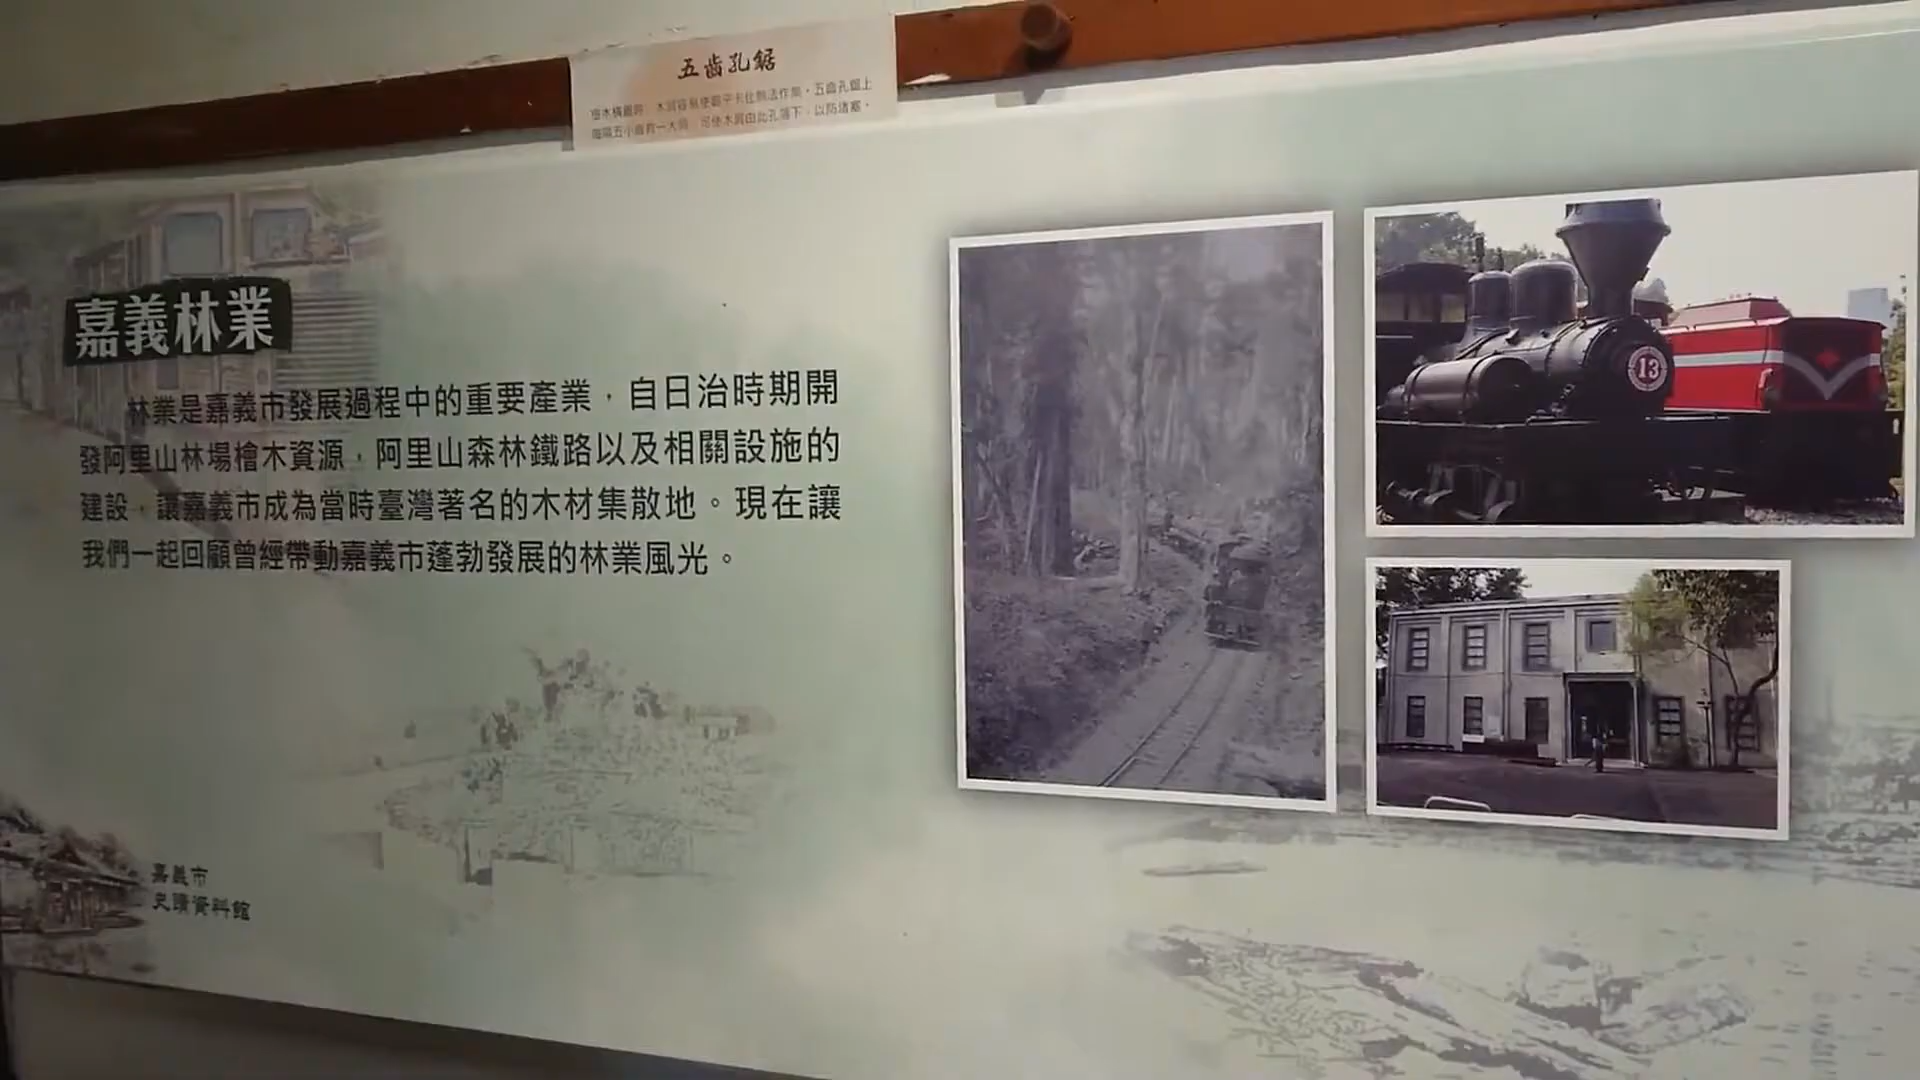 五齒孔鋸
嘉義林業
林業是嘉義市發展過程中的重要產業，自日治時期開
發阿里山林場檜木資源，阿里山森林鐵路以及相關設施的
建設，讓嘉義市成為當時臺灣著名的木材集散地。現在讓
我們一起回顧曾經帶動嘉義市蓬勃發展的林業風光。
13
嘉義市
史蹟資料館